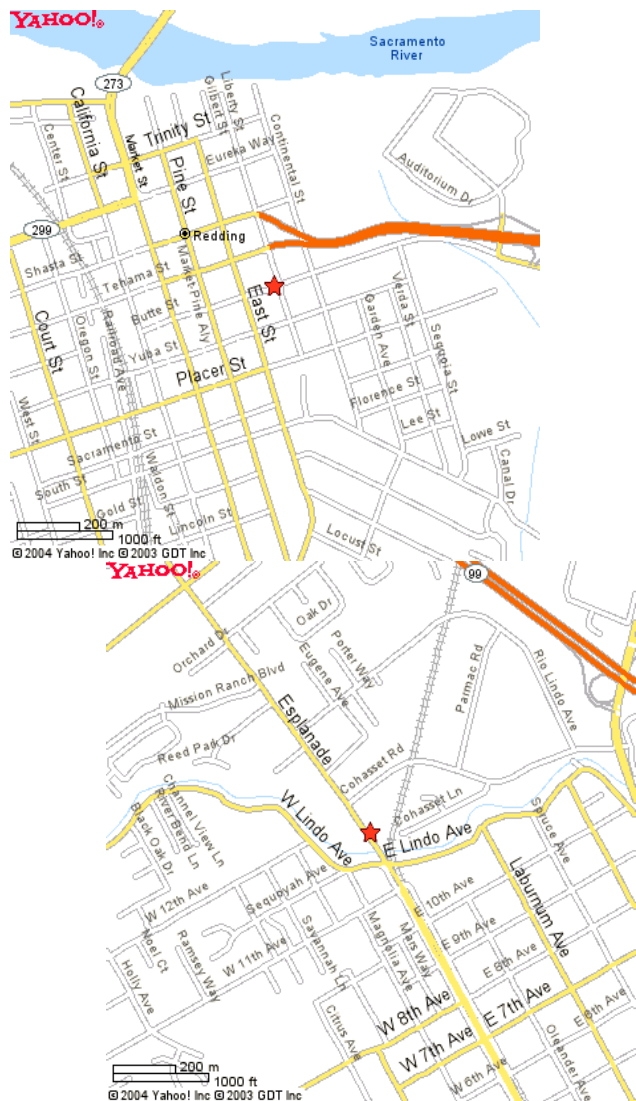 YAHOO!®
Sacramento
River
273
California St
Center St
Market St
Trinity St
Gilbert St
Liberty St
Eureka Way
Continental St
Pine St
Auditorium Dr
299
Redding
Shasta St
Tehama St
Market-Pine Aly
Butte St
East St
Court St
Oregon St
Railroad Ave
Yuba St
Placer St
Garden Ave
Verda St
Sequoia St
Florence St
Lee St
Lowe St
Canal Dr
West St
Sacramento St
South St
Waldon St
Gold St
Lincoln St
Locust St
200 m
1000 ft
© 2004 Yahoo! Inc © 2003 GDT Inc
YAHOO!®
99
Oak Dr
Orchard Dr
Porter Way
Eugene Ave
Parmac Rd
Rio Lindo Ave
Mission Ranch Blvd
Esplanade
Reed Park Dr
Cohasset Rd
Cohasset Ln
Channel View Ln
River Bend Ln
Black Oak Dr
W Lindo Ave
E Lindo Ave
Spruce Ave
W 12th Ave
Sequoyah Ave
Laburnum Ave
E 10th Ave
E 9th Ave
E 8th Ave
E 7th Ave
E 6th Ave
Noel Ct
Ramsey Way
W 11th Ave
Savannah Ln
Magnolia Ave
Mars Way
Holly Ave
Citrus Ave
W 8th Ave
W 7th Ave
W 6th Ave
Oleander Ave
200 m
1000 ft
© 2004 Yahoo! Inc © 2003 GDT Inc